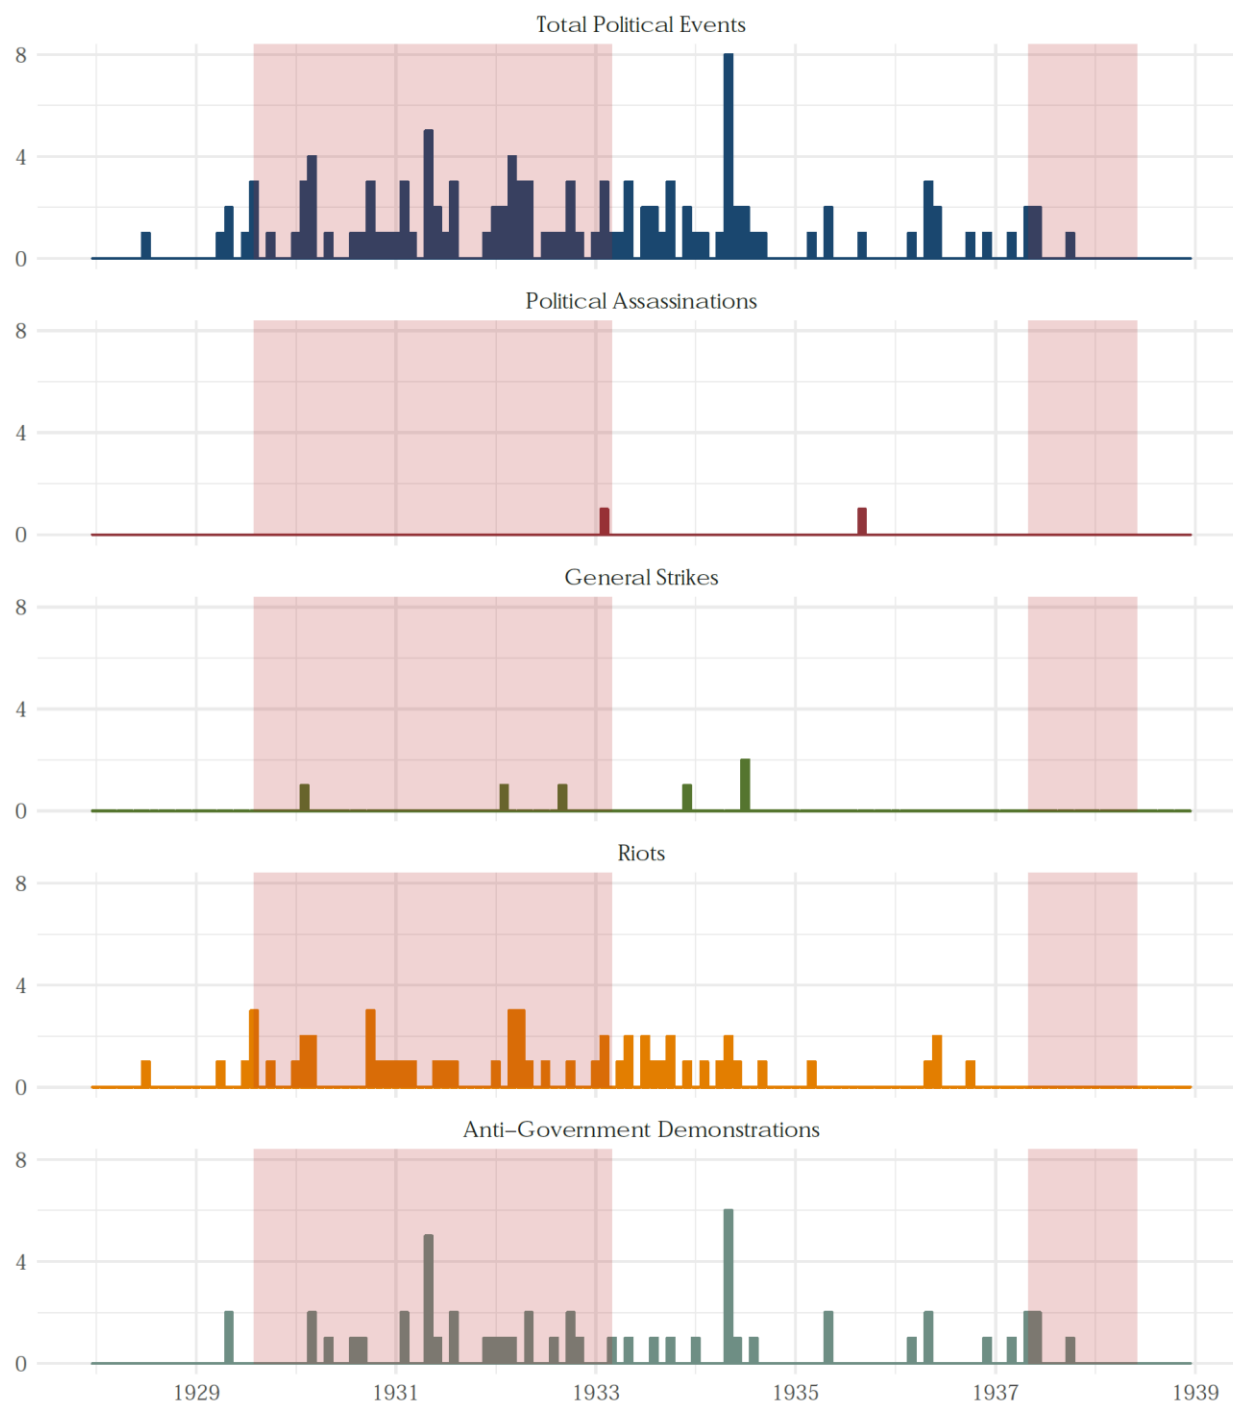 Total Political Events
8
4
0
Political Assassinations
8
4
0
General Strikes
8
4
0
Riots
8
4
0
Anti–Government Demonstrations
8
4
0
1929 1931 1933 1935 1937 1939